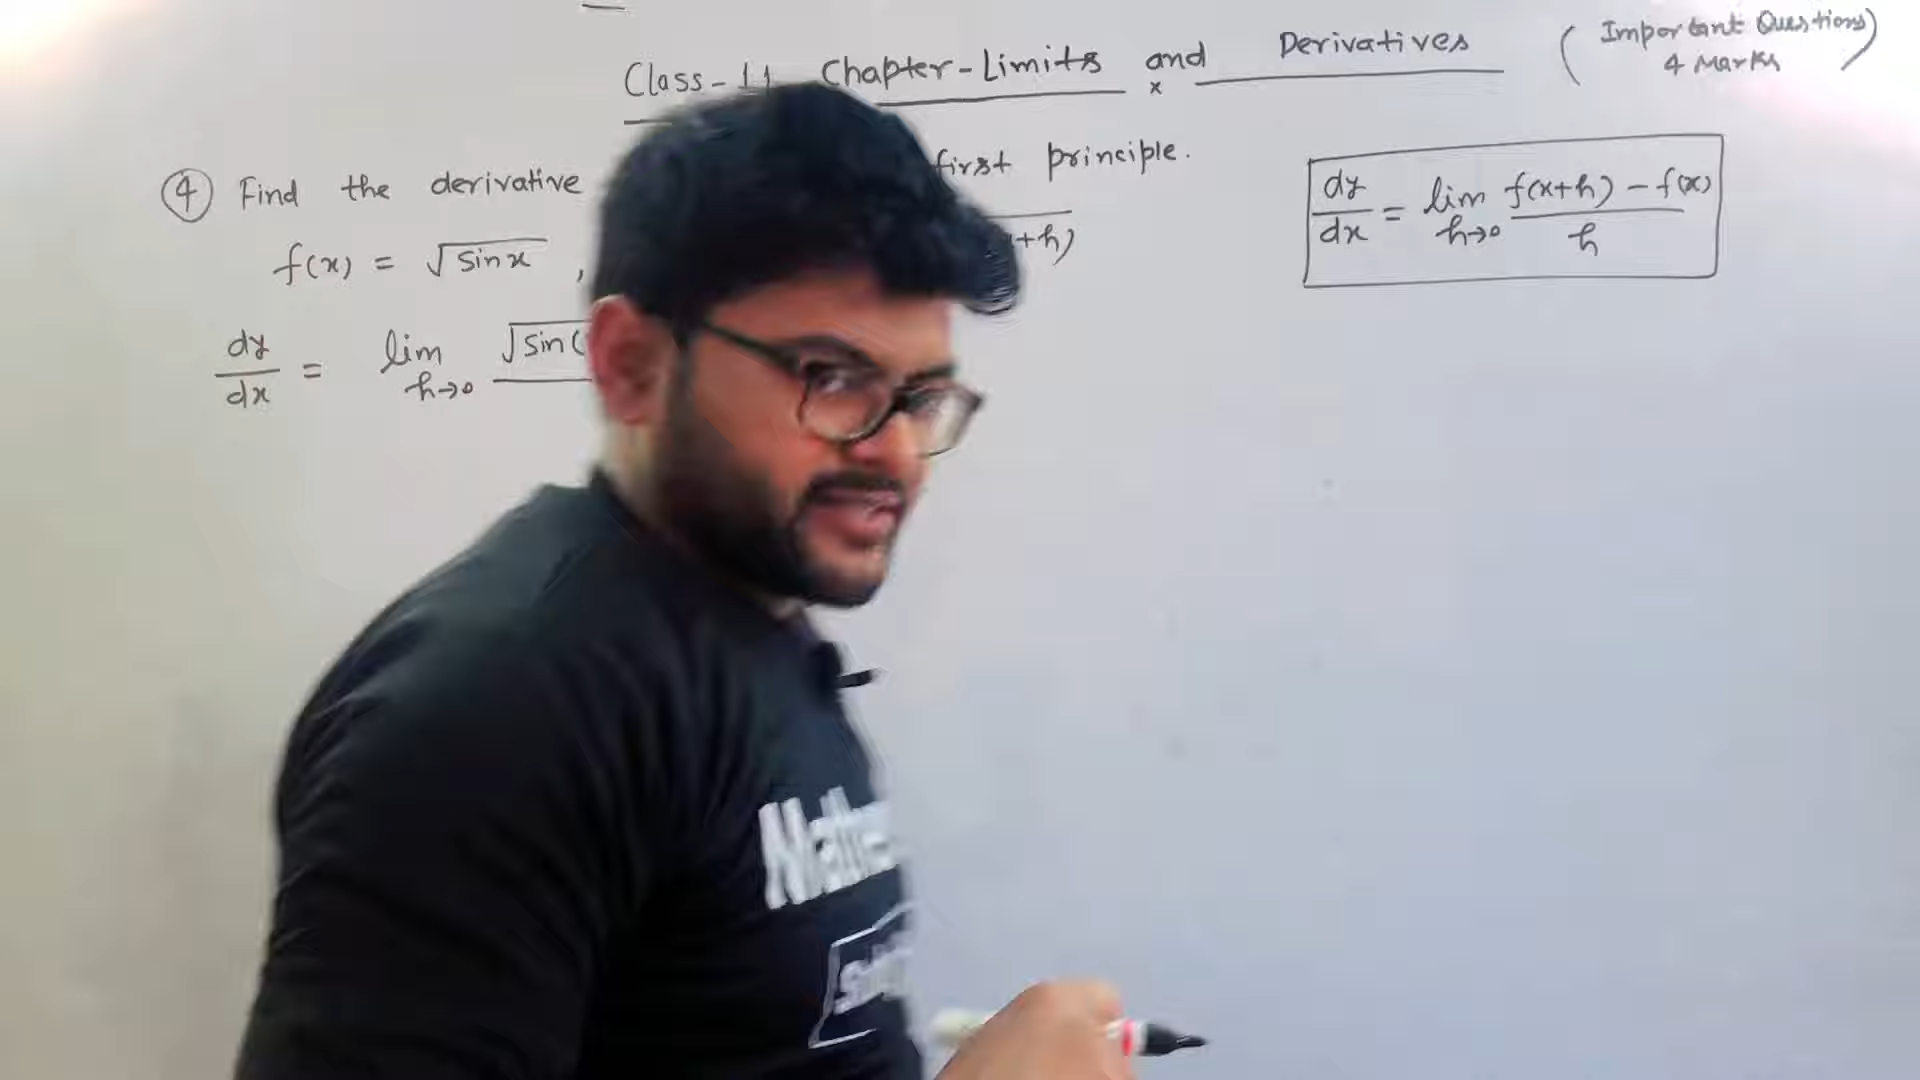 Class-11 Chapter-Limits and Derivatives (Important Questions)
4 Marks
④ Find the derivative first principle.
f(x) = √sinx , +h)
dy/dx = lim h→0 √sin(
dy/dx = lim h→0 f(x+h) - f(x) / h